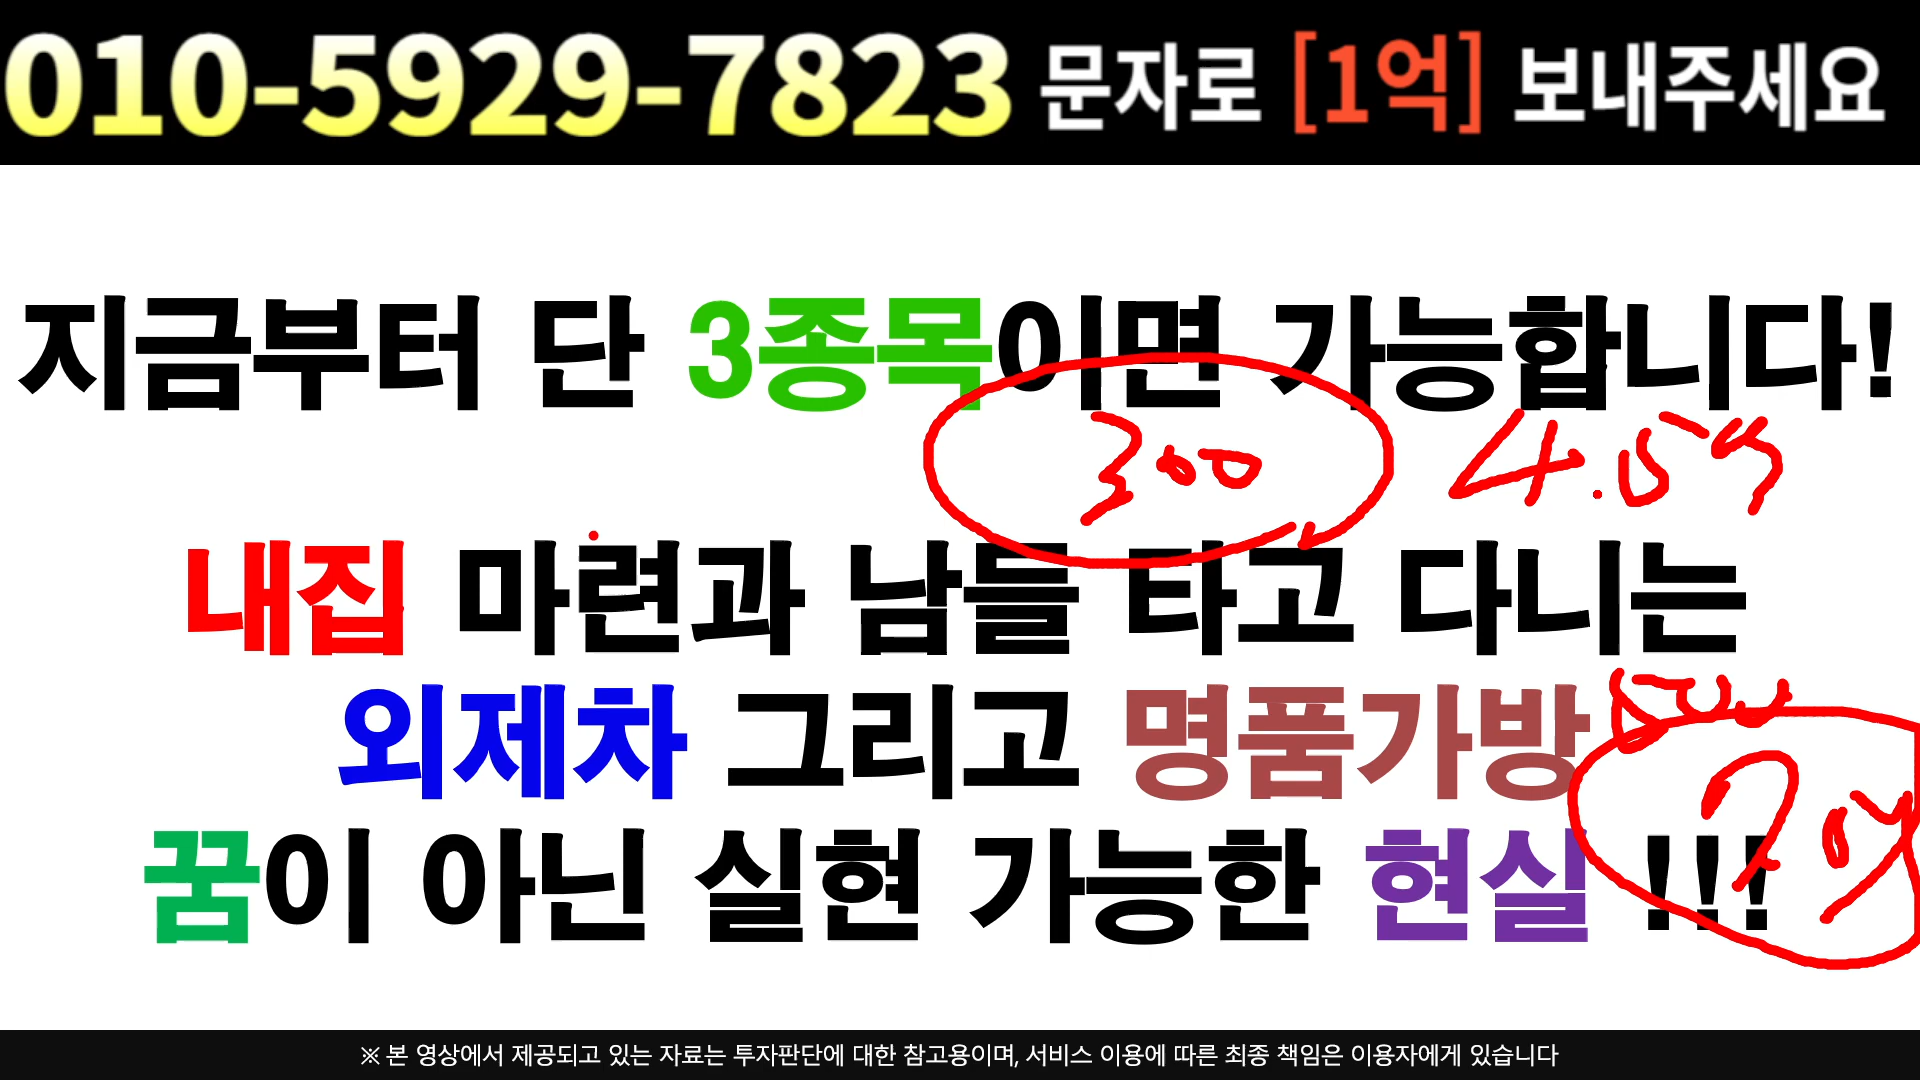 010-5929-7823 문자로 [1억] 보내주세요
지금부터 단 3종목이면 가능합니다!
300 4.5억
내집 마련과 남들 타고 다니는
외제차 그리고 명품가방
꿈이 아닌 실현 가능한 현실 !!!
※ 본 영상에서 제공되고 있는 자료는 투자판단에 대한 참고용이며, 서비스 이용에 따른 최종 책임은 이용자에게 있습니다